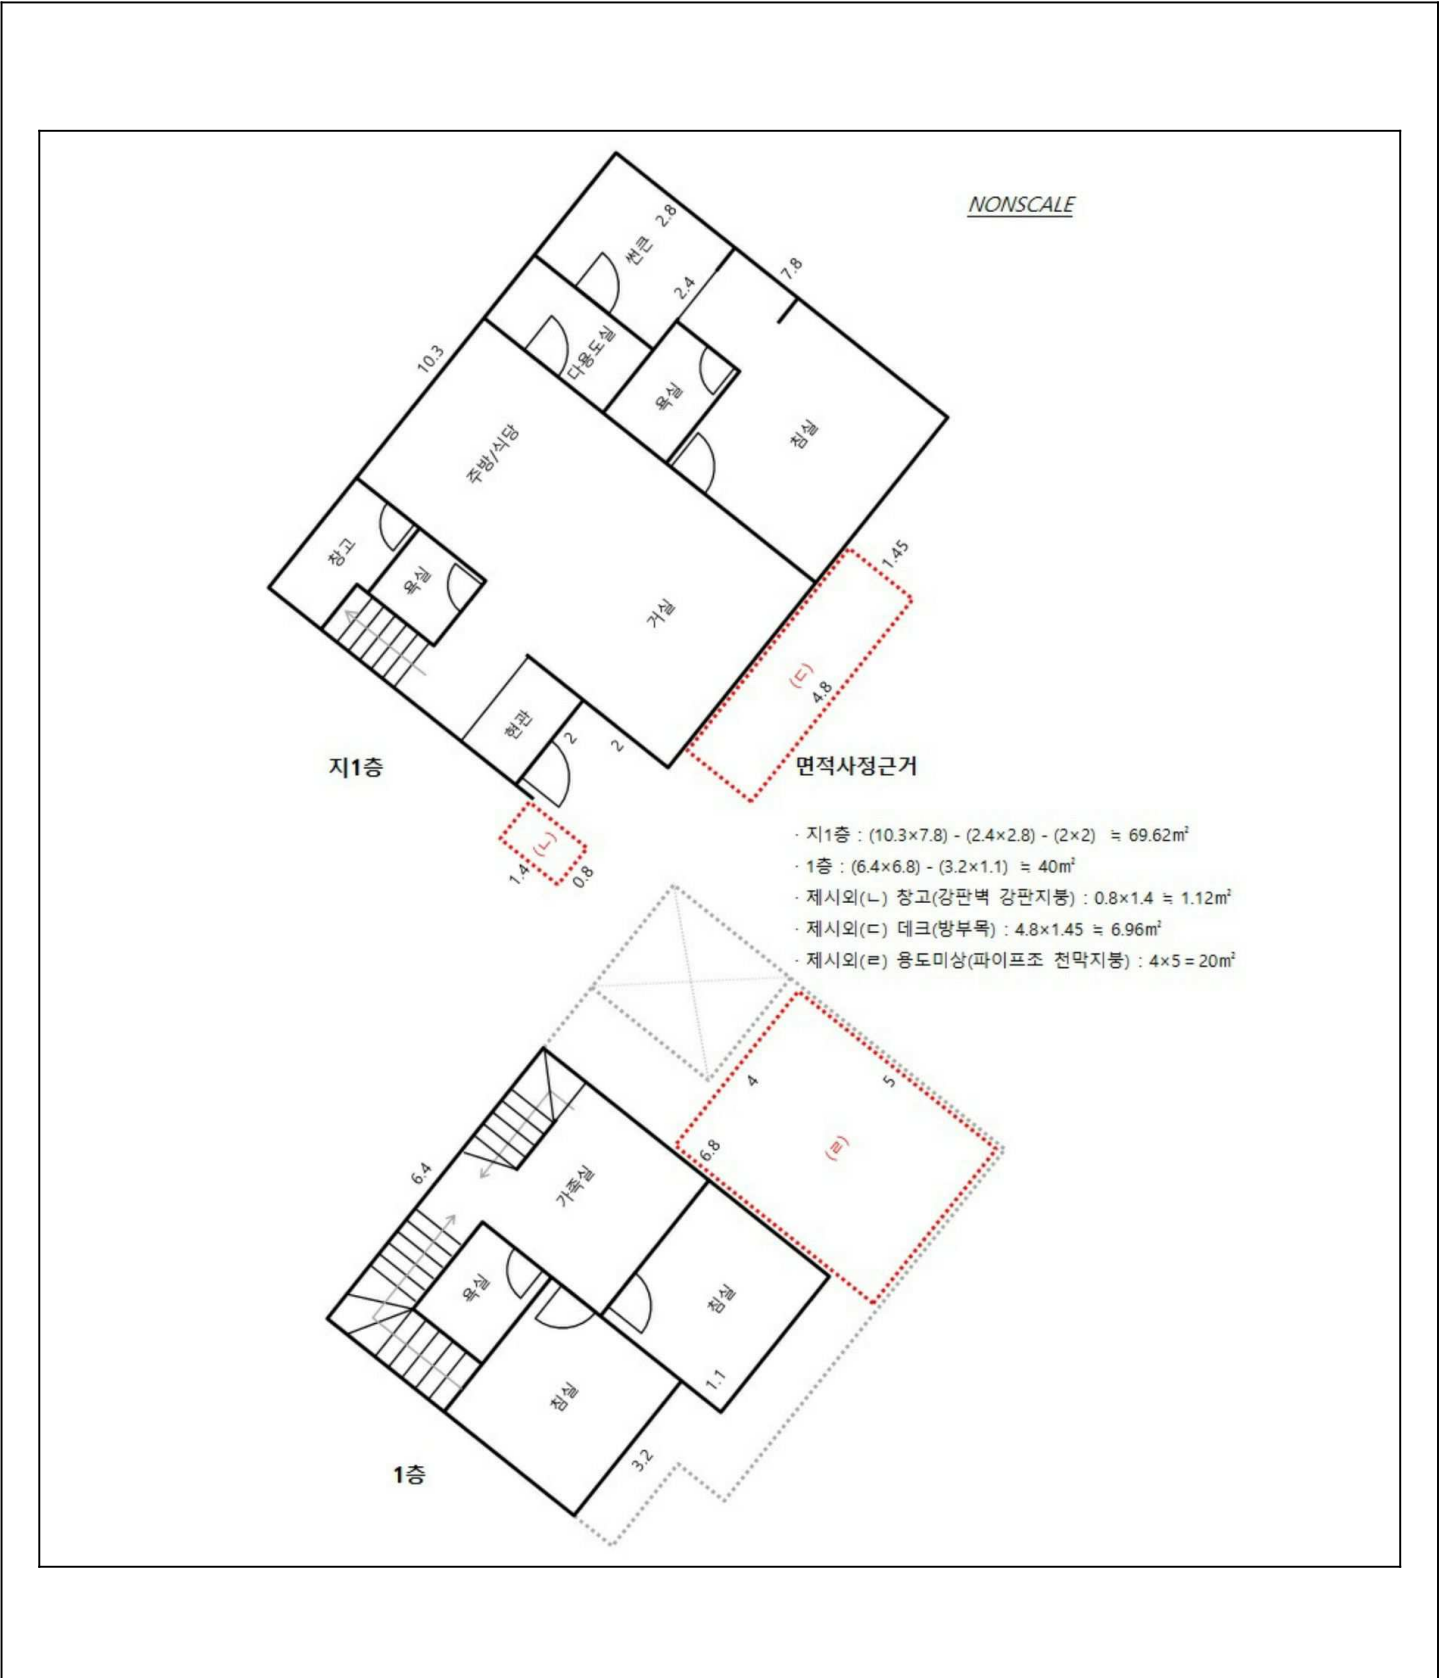 NONSCALE
2.8
썬큰
7.8
2.4
다용도실
10.3
욕실
침실
주방/식당
창고
욕실
1.45
거실
(ㄷ)
4.8
현관
2
2
지1층
면적사정근거
(ㄴ)
1.4
0.8
· 지1층 : (10.3×7.8) - (2.4×2.8) - (2×2) ≒ 69.62㎡
· 1층 : (6.4×6.8) - (3.2×1.1) ≒ 40㎡
· 제시외(ㄴ) 창고(강판벽 강판지붕) : 0.8×1.4 ≒ 1.12㎡
· 제시외(ㄷ) 데크(방부목) : 4.8×1.45 ≒ 6.96㎡
· 제시외(ㄹ) 용도미상(파이프조 천막지붕) : 4×5 = 20㎡
4
5
6.8
(ㄹ)
6.4
가족실
욕실
침실
침실
1.1
3.2
1층